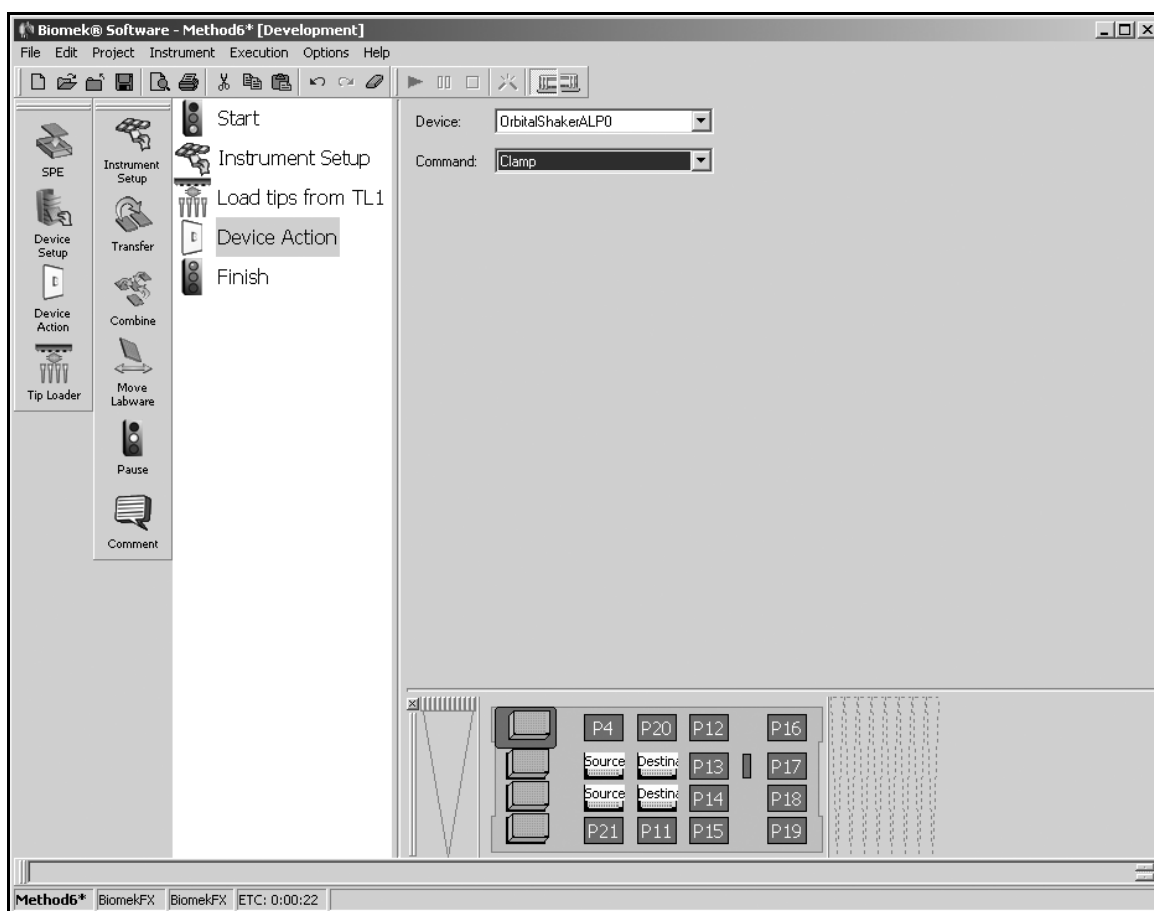 Biomek® Software - Method6* [Development]
File Edit Project Instrument Execution Options Help
SPE
Device
Setup
Device
Action
Tip Loader
Instrument
Setup
Transfer
Combine
Move
Labware
Pause
Comment
Start
Instrument Setup
Load tips from TL1
Device Action
Finish
Device: OrbitalShakerALP0
Command: Clamp
P4 P20 P12 P16
Source Destina P13 P17
Source Destina P14 P18
P21 P11 P15 P19
Method6* BiomekFX BiomekFX ETC: 0:00:22